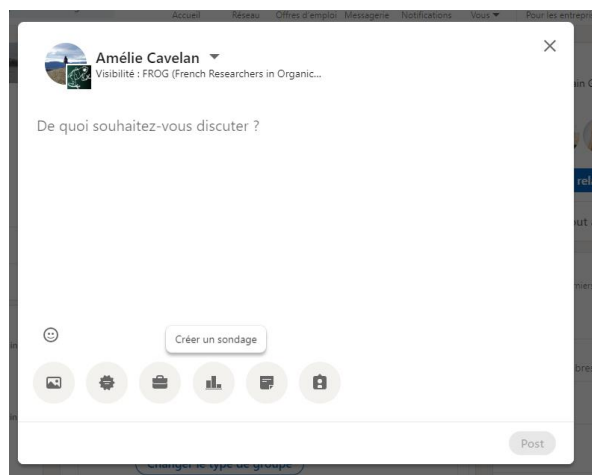 Accueil Réseau Offres d'emploi Messagerie Notifications Vous Pour les entrepris
Amélie Cavelan
Visibilité : FROG (French Researchers in Organic...
De quoi souhaitez-vous discuter ?
Créer un sondage
Post
Changer le type de groupe